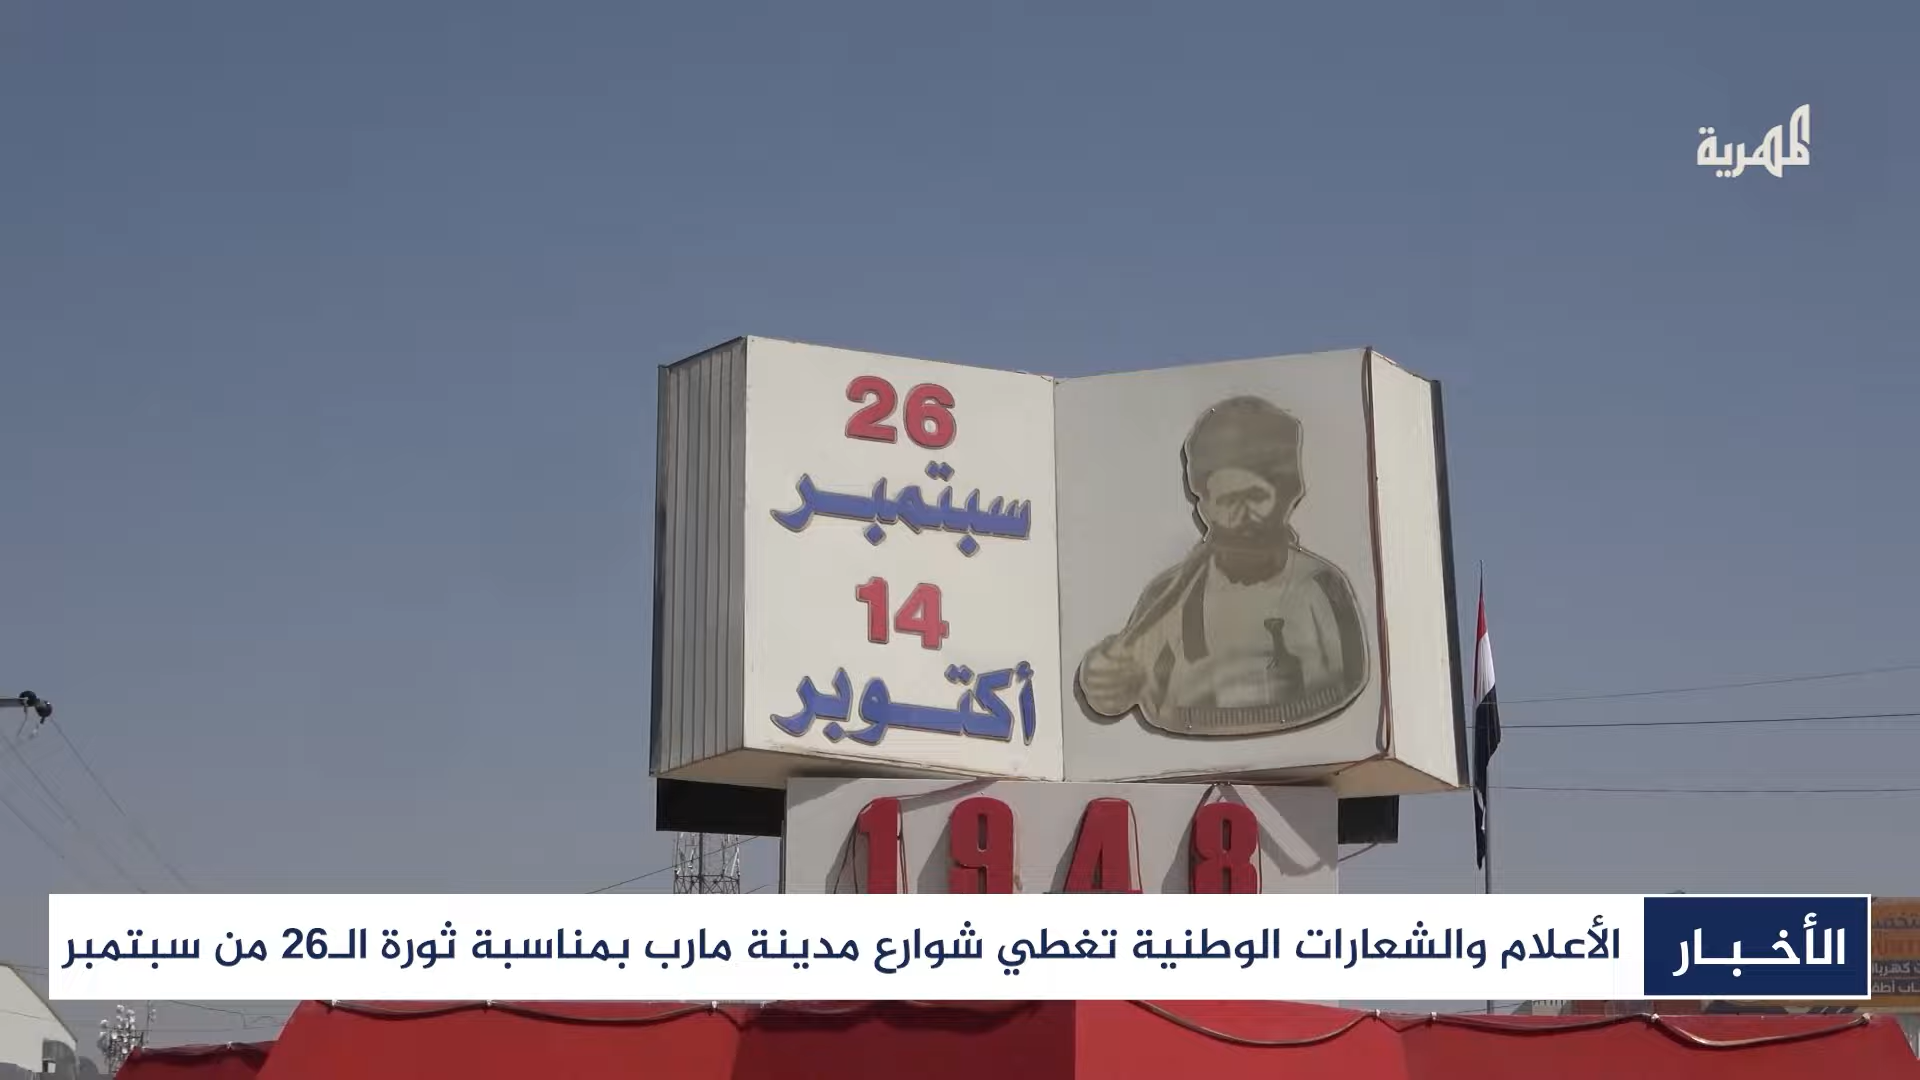 المهرية
26
سبتمبر
14
أكتوبر
1948
الأخبار
الأعلام والشعارات الوطنية تغطي شوارع مدينة مارب بمناسبة ثورة الـ26 من سبتمبر